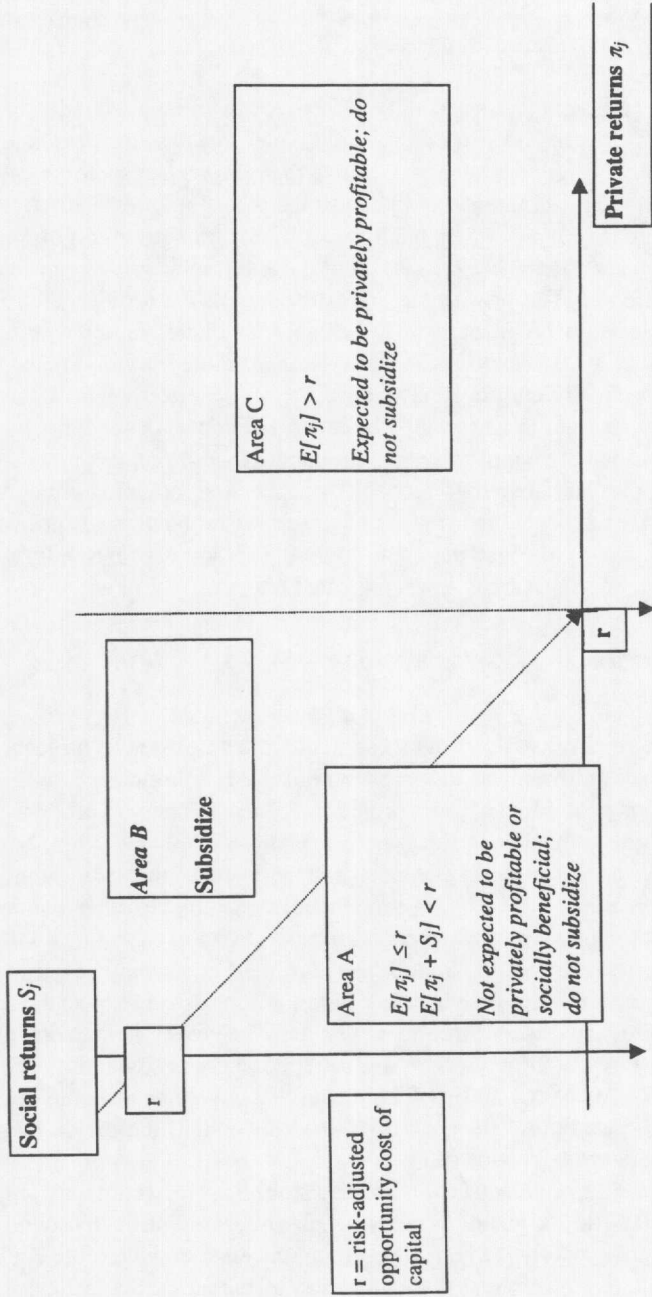 Social returns Sj
r
r = risk-adjusted
opportunity cost of
capital
Area B
Subsidize
Area A
E[πj] ≤ r
E[πj + Sj] < r
Not expected to be
privately profitable or
socially beneficial;
do not subsidize
Area C
E[πj] > r
Expected to be privately profitable; do
not subsidize
r
Private returns πj